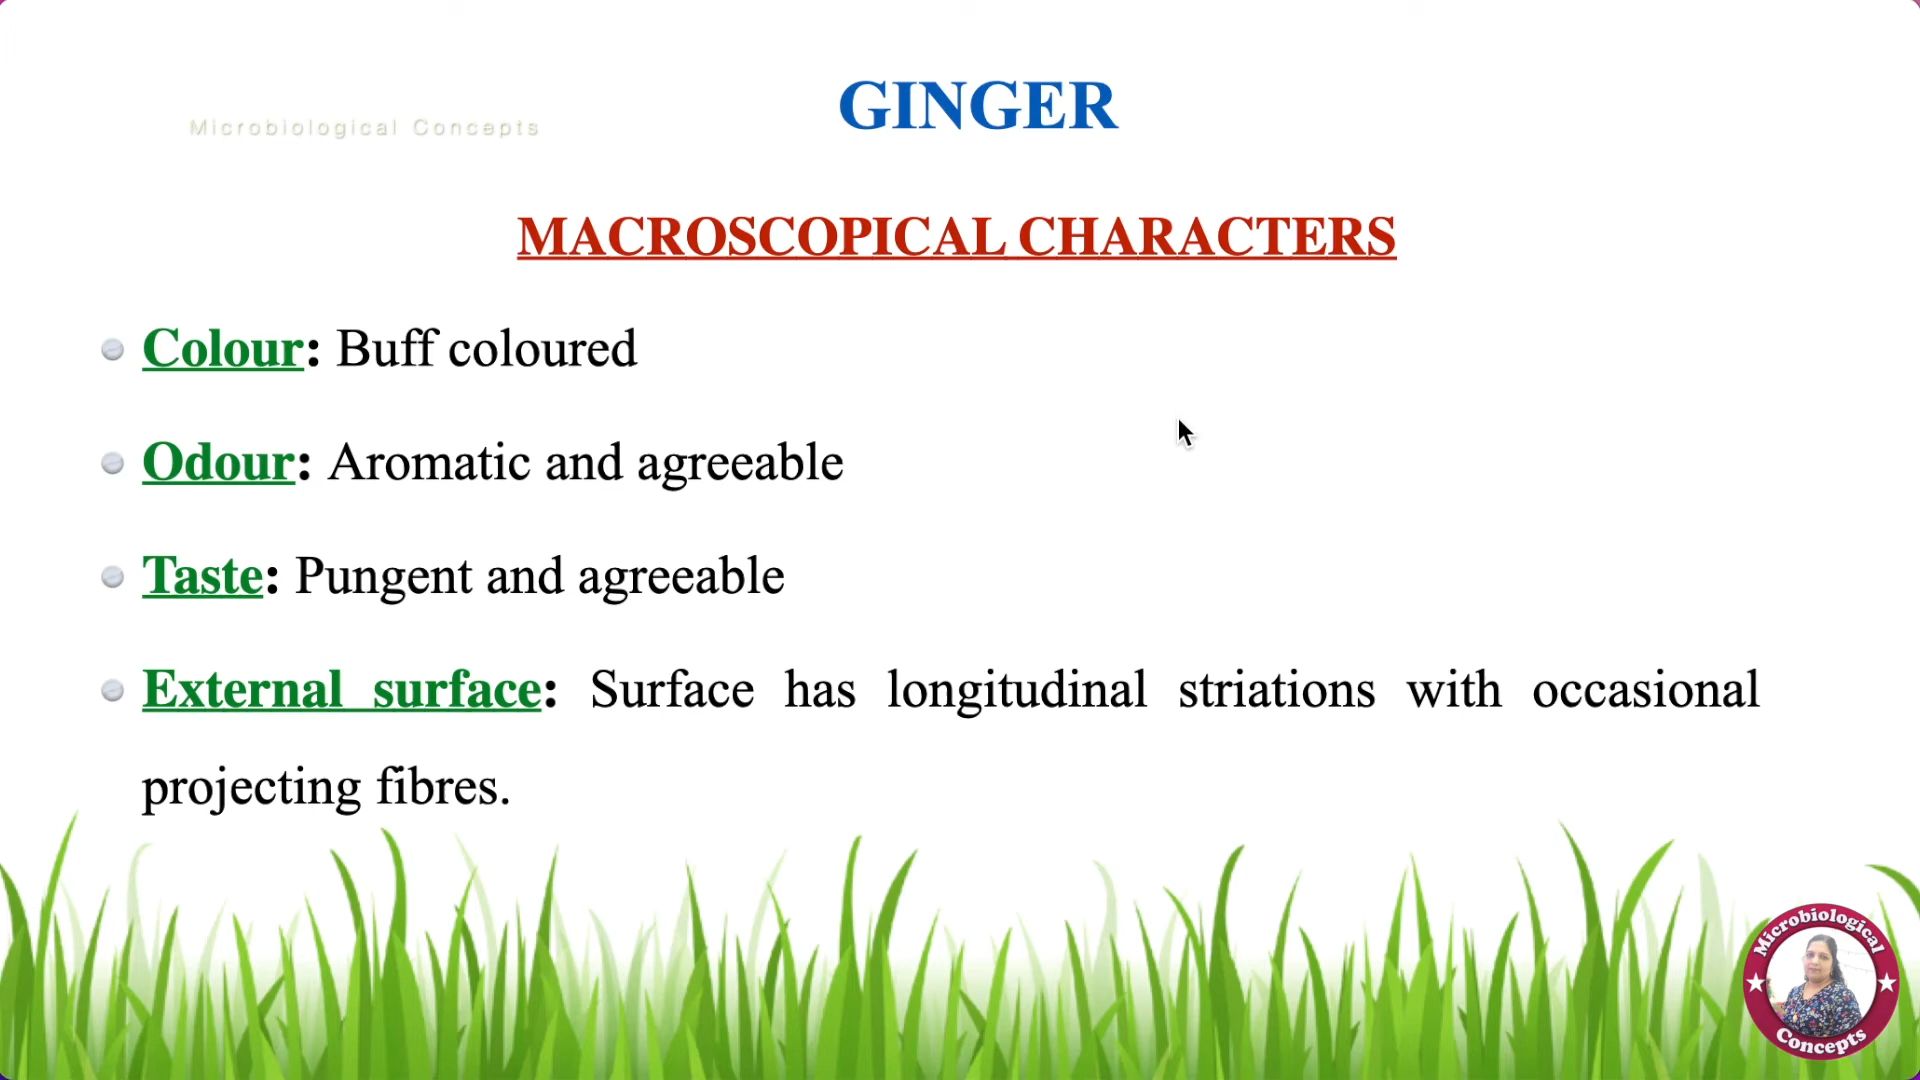 Microbiological Concepts
GINGER
MACROSCOPICAL CHARACTERS
Colour: Buff coloured
Odour: Aromatic and agreeable
Taste: Pungent and agreeable
External surface: Surface has longitudinal striations with occasional
projecting fibres.
Microbiological
Concepts